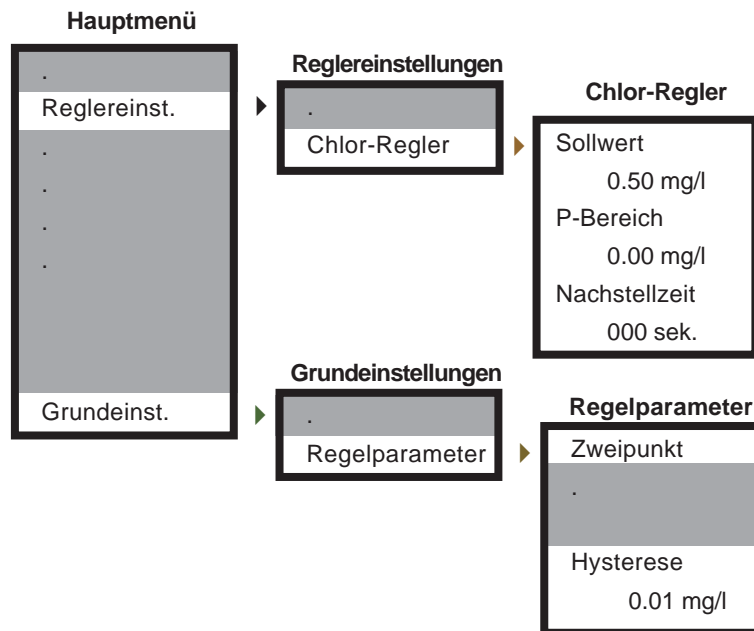 Hauptmenü
.
Reglereinst.
.
.
.
.
Grundeinst.
Reglereinstellungen
.
Chlor-Regler
Chlor-Regler
Sollwert
0.50 mg/l
P-Bereich
0.00 mg/l
Nachstellzeit
000 sek.
Grundeinstellungen
.
Regelparameter
Regelparameter
Zweipunkt
.
Hysterese
0.01 mg/l